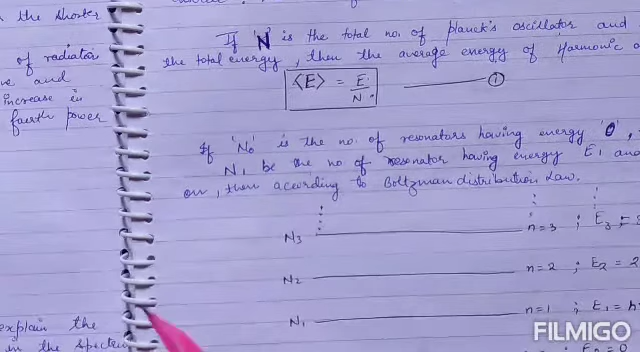 the shorter
of radiator
and
increase in
fourth power
explain the
in the spectru
If 'N' is the total no. of planck's oscillator and
the total energy, then the average energy of Harmonic
⟨E⟩ = E/N. ①
If 'N₀' is the no. of resonators having energy '0',
N₁ be the no of resonator having energy E₁ and
on, then acording to Boltzman distribution Law.
N₃ n=3 ; E₃ =
N₂ n=2 ; E₂ = 2
N₁ n=1 ; E₁ = h
FILMIGO